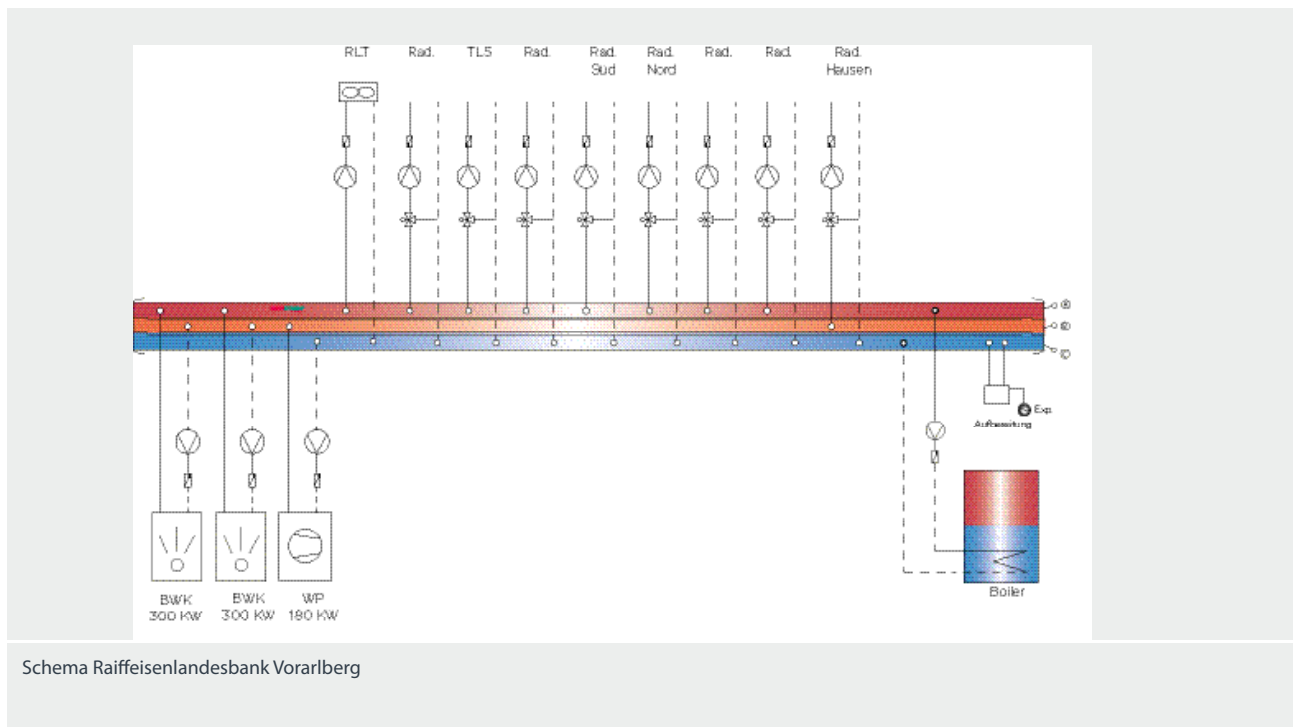 RLT Rad. TLS Rad. Rad. Rad. Rad. Rad. Rad.
Süd Nord Hausen
Exp.
Aufbereitung
Boiler
BWK BWK WP
300 KW 300 KW 180 KW
Schema Raiffeisenlandesbank Vorarlberg